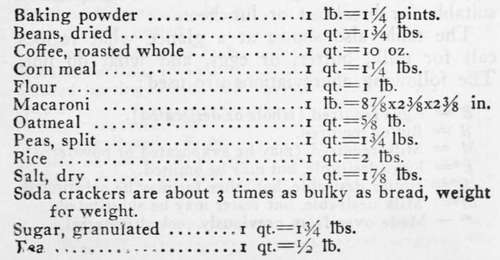 Baking powder ........................ 1 lb.=1¼ pints.
Beans, dried ........................... 1 qt.=1¾ lbs.
Coffee, roasted whole ............. 1 qt.=10 oz.
Corn meal ............................... 1 qt.=1¼ lbs.
Flour ....................................... 1 qt.=1 lb.
Macaroni ................................. 1 lb.=8⅞x2⅜x2⅜ in.
Oatmeal .................................. 1 qt.=⅝ lb.
Peas, split ................................ 1 qt.=1¾ lbs.
Rice ......................................... 1 qt.=2 lbs.
Salt, dry ................................... 1 qt.=1⅞ lbs.
Soda crackers are about 3 times as bulky as bread, weight
for weight.
Sugar, granulated .........1 qt.=1¾ lbs.
Tea .........................1 qt.=½ lb.